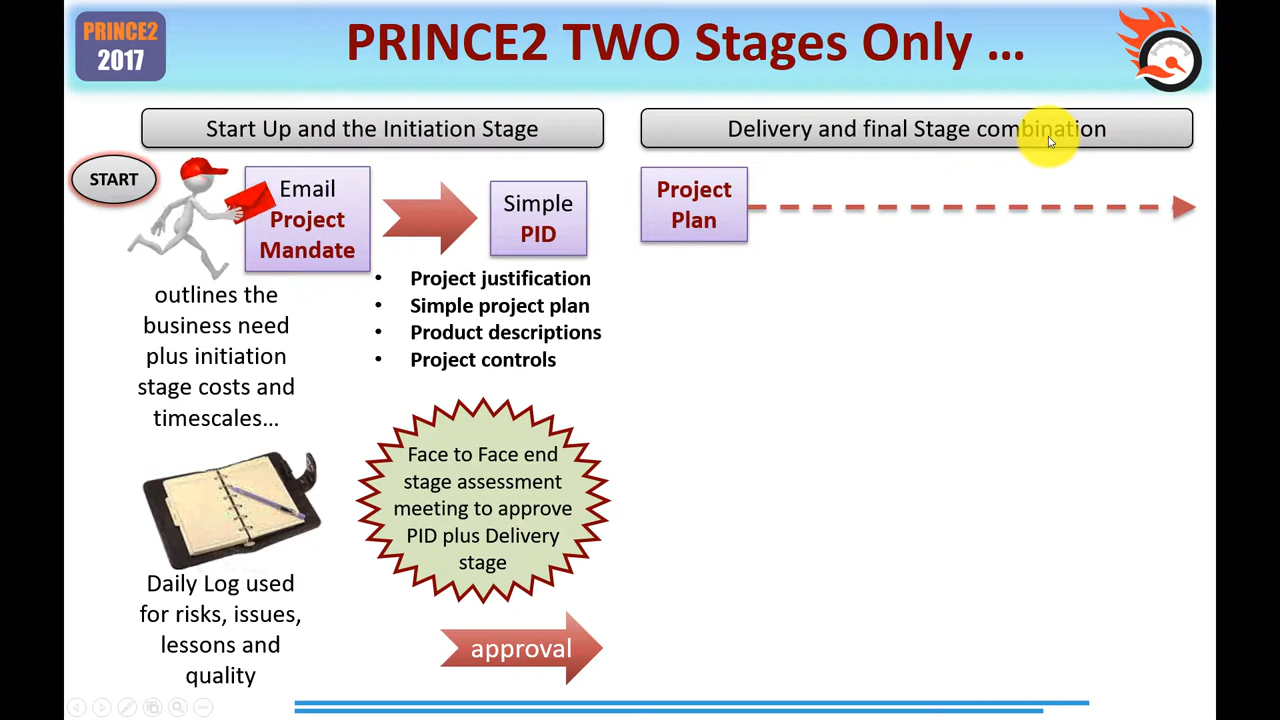 PRINCE2
2017
PRINCE2 TWO Stages Only ...
Start Up and the Initiation Stage
Delivery and final Stage combination
START
Email
Project
Mandate
Simple
PID
Project
Plan
outlines the
business need
plus initiation
stage costs and
timescales...
• Project justification
• Simple project plan
• Product descriptions
• Project controls
Face to Face end
stage assessment
meeting to approve
PID plus Delivery
stage
Daily Log used
for risks, issues,
lessons and
quality
approval